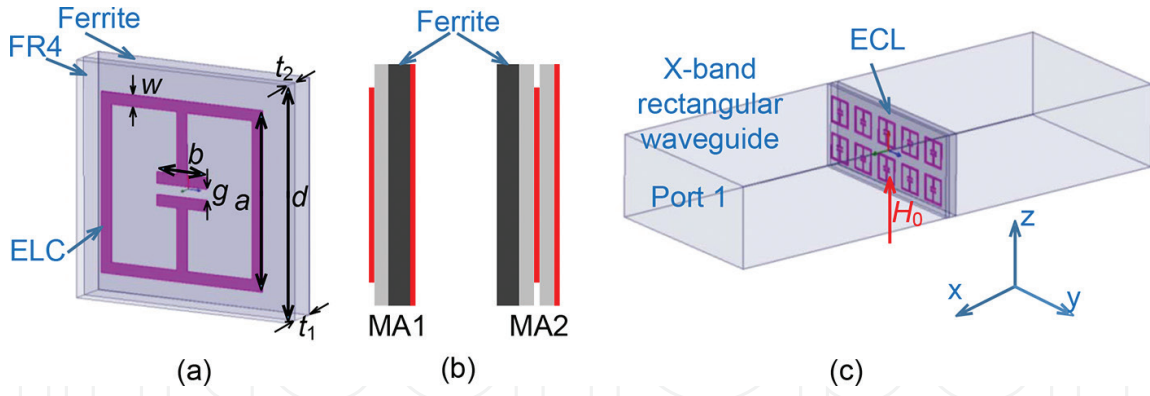 Ferrite
FR4
t2
w
b
g
a
d
ELC
t1
(a)
Ferrite
MA1
MA2
(b)
ECL
X-band
rectangular
waveguide
Port 1
H0
z
x
y
(c)